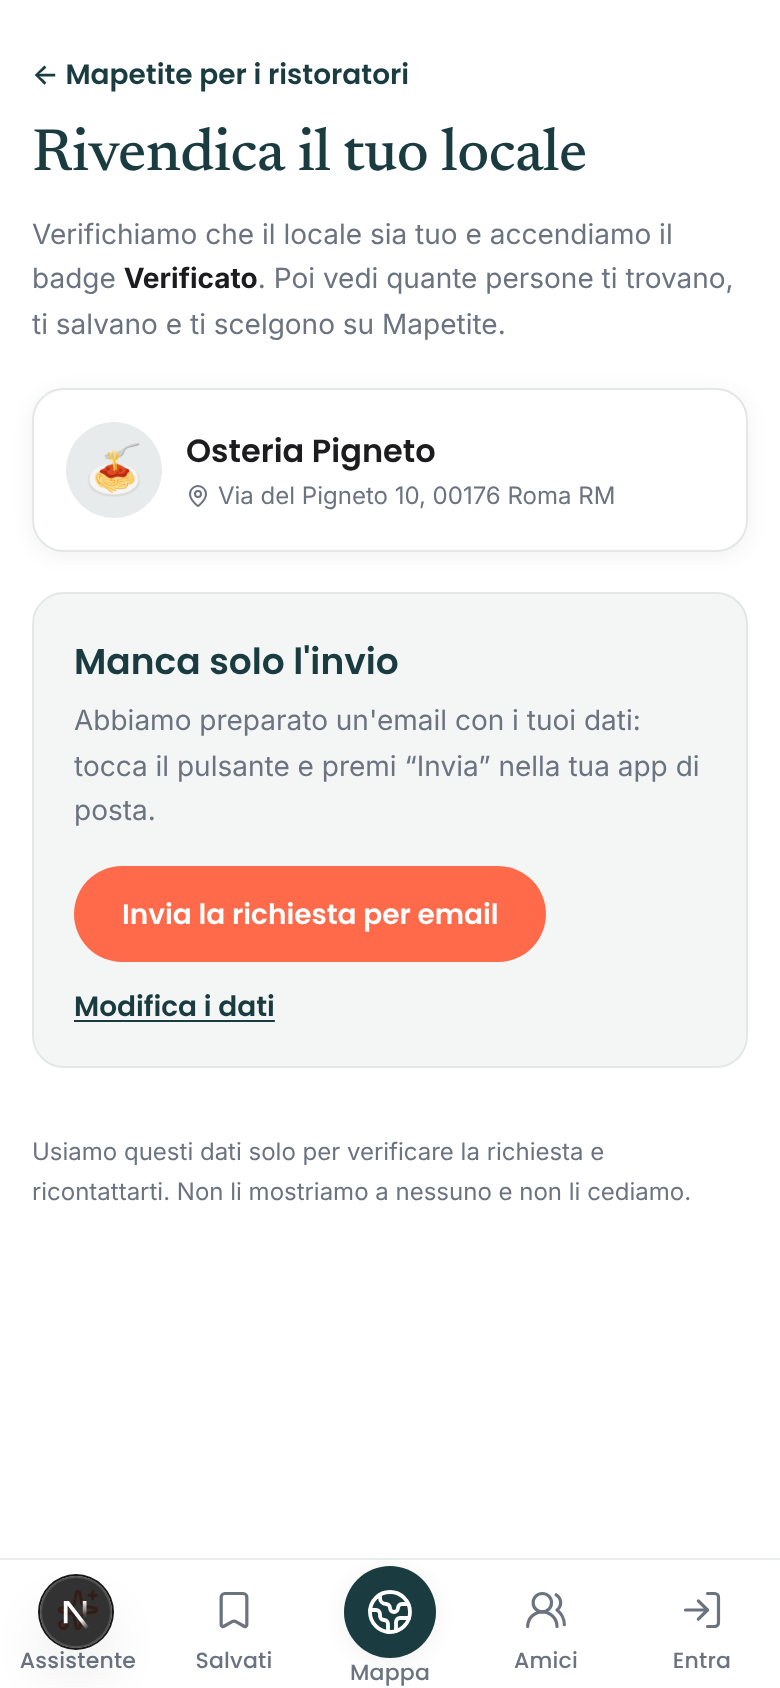 ← Mapetite per i ristoratori
Rivendica il tuo locale
Verifichiamo che il locale sia tuo e accendiamo il
badge Verificato. Poi vedi quante persone ti trovano,
ti salvano e ti scelgono su Mapetite.
Osteria Pigneto
Via del Pigneto 10, 00176 Roma RM
Manca solo l'invio
Abbiamo preparato un'email con i tuoi dati:
tocca il pulsante e premi “Invia” nella tua app di
posta.
Invia la richiesta per email
Modifica i dati
Usiamo questi dati solo per verificare la richiesta e
ricontattarti. Non li mostriamo a nessuno e non li cediamo.
N
Assistente
Salvati
Mappa
Amici
Entra